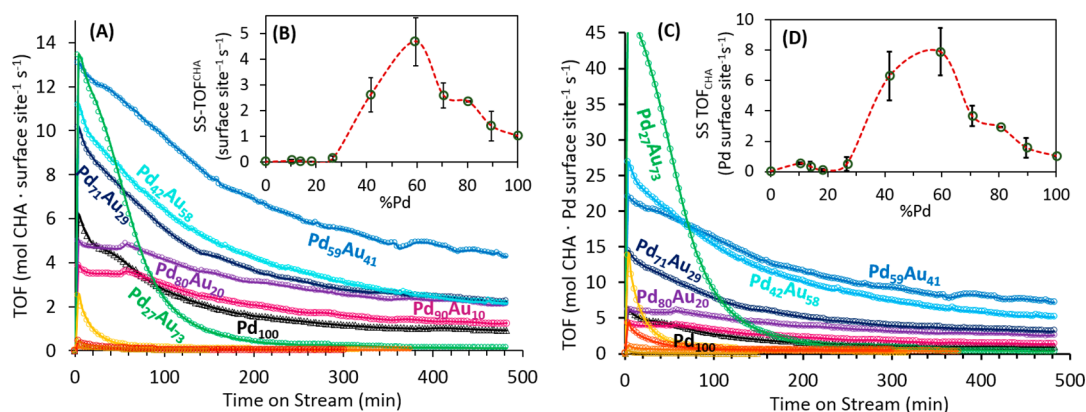 (A)
TOF (mol CHA · surface site⁻¹ s⁻¹)
14
12
10
8
6
4
2
0
0
100
200
300
400
500
Time on Stream (min)
Pd₅₉Au₄₁
Pd₄₂Au₅₈
Pd₇₁Au₂₉
Pd₈₀Au₂₀
Pd₉₀Au₁₀
Pd₂₇Au₇₃
Pd₁₀₀
(B)
SS-TOF_CHA
(surface site⁻¹ s⁻¹)
5
4
3
2
1
0
0
20
40
60
80
100
%Pd
(C)
TOF (mol CHA · Pd surface site⁻¹ s⁻¹)
45
40
35
30
25
20
15
10
5
0
0
100
200
300
400
500
Time on Stream (min)
Pd₂₇Au₇₃
Pd₅₉Au₄₁
Pd₇₁Au₂₉
Pd₄₂Au₅₈
Pd₈₀Au₂₀
Pd₁₀₀
(D)
SS TOF_CHA
(Pd surface site⁻¹s⁻¹)
10
8
6
4
2
0
0
20
40
60
80
100
%Pd